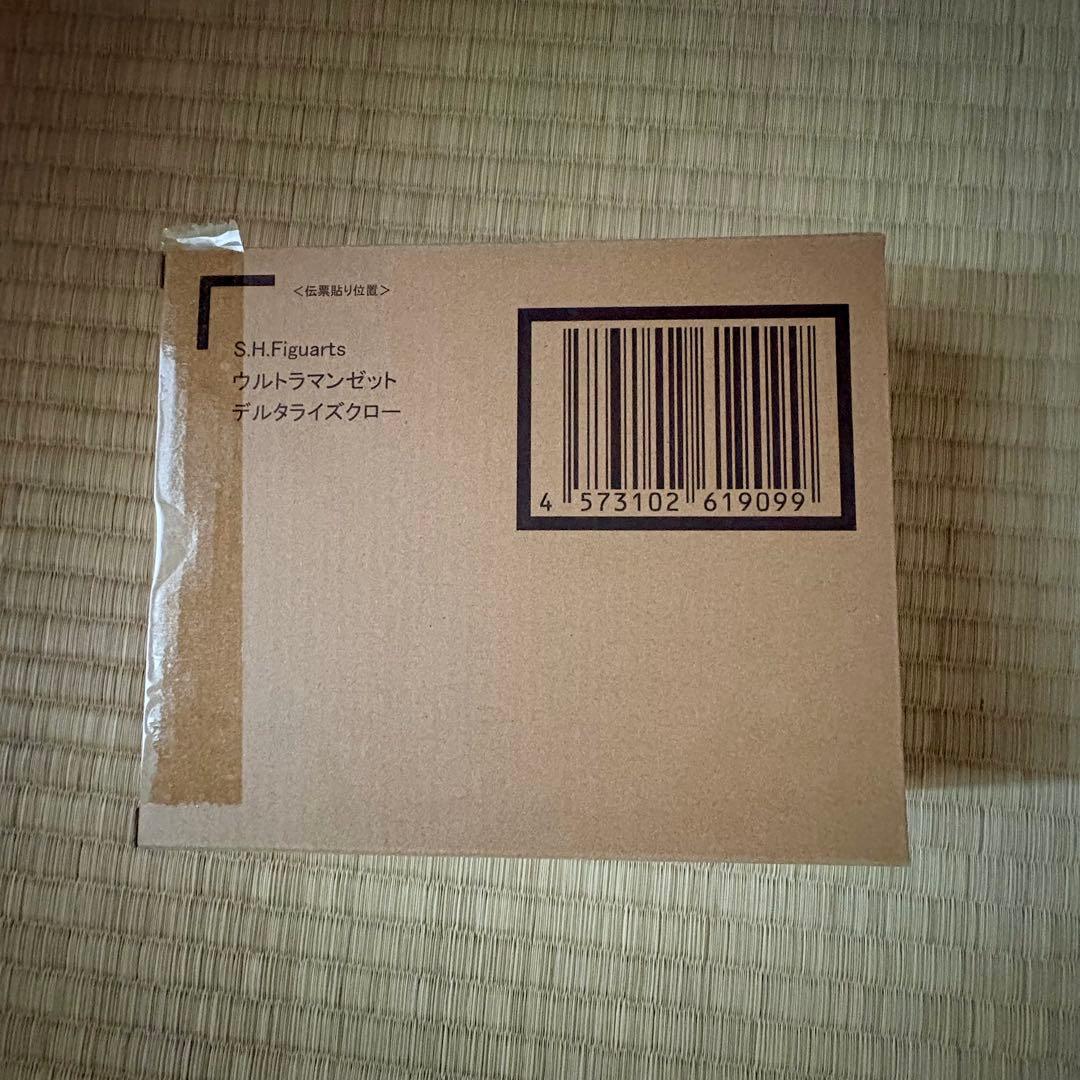 <伝票貼り位置>
S.H.Figuarts
ウルトラマンゼット
デルタライズクロー
4 573102 619099